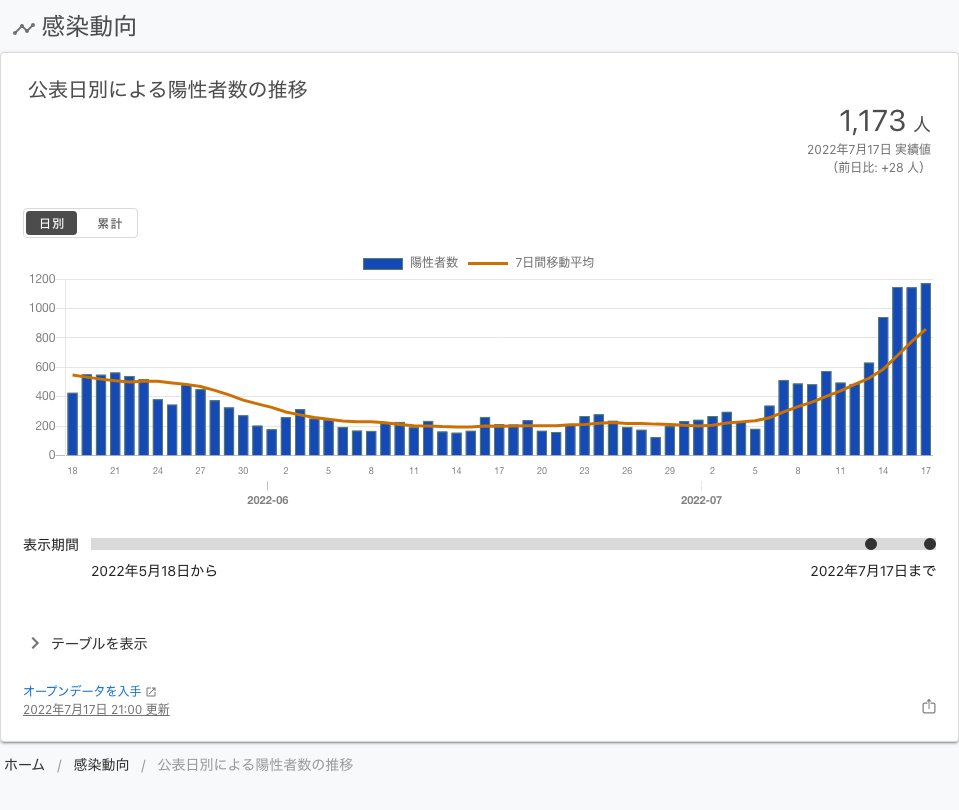 感染動向
公表日別による陽性者数の推移
1,173 人
2022年7月17日 実績値
（前日比: +28 人）
日別 累計
陽性者数 7日間移動平均
1200
1000
800
600
400
200
0
18 21 24 27 30 2 5 8 11 14 17 20 23 26 29 2 5 8 11 14 17
2022-06 2022-07
表示期間
2022年5月18日から 2022年7月17日まで
テーブルを表示
オープンデータを入手
2022年7月17日 21:00 更新
ホーム / 感染動向 / 公表日別による陽性者数の推移